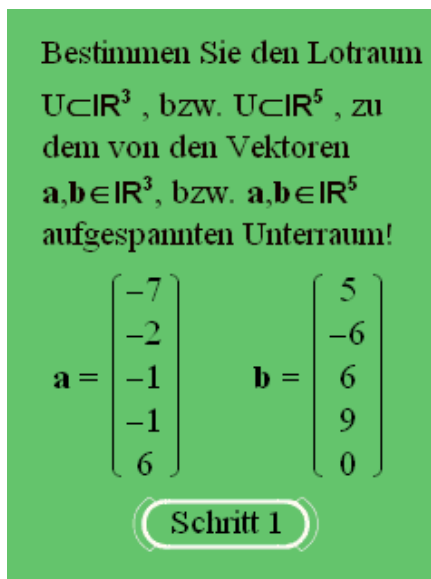 Bestimmen Sie den Lotraum
U⊂IR³ , bzw. U⊂IR⁵ , zu
dem von den Vektoren
a,b∈IR³, bzw. a,b∈IR⁵
aufgespannten Unterraum!
−7 5
−2 −6
a = −1 b = 6
−1 9
6 0
Schritt 1